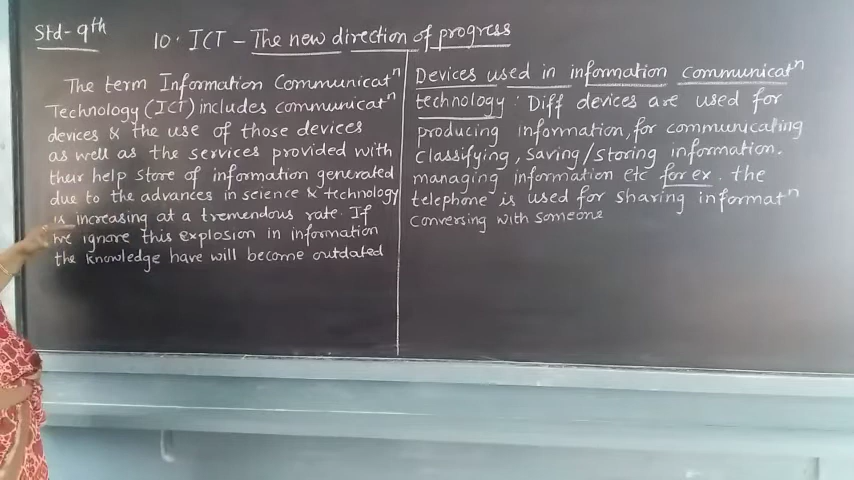 Std- 9th
10. ICT - The new direction of progress
The term Information Communicatⁿ
Technology (ICT) includes communicatⁿ
devices & the use of those devices
as well as the services provided with
their help store of information generated
due to the advances in science & technology
is increasing at a tremendous rate. If
we ignore this explosion in information
the knowledge have will become outdated
Devices used in information communicatⁿ
technology : Diff devices are used for
producing information, for communicating
classifying, saving/storing information.
managing information etc for ex. the
telephone is used for sharing informatⁿ
conversing with someone